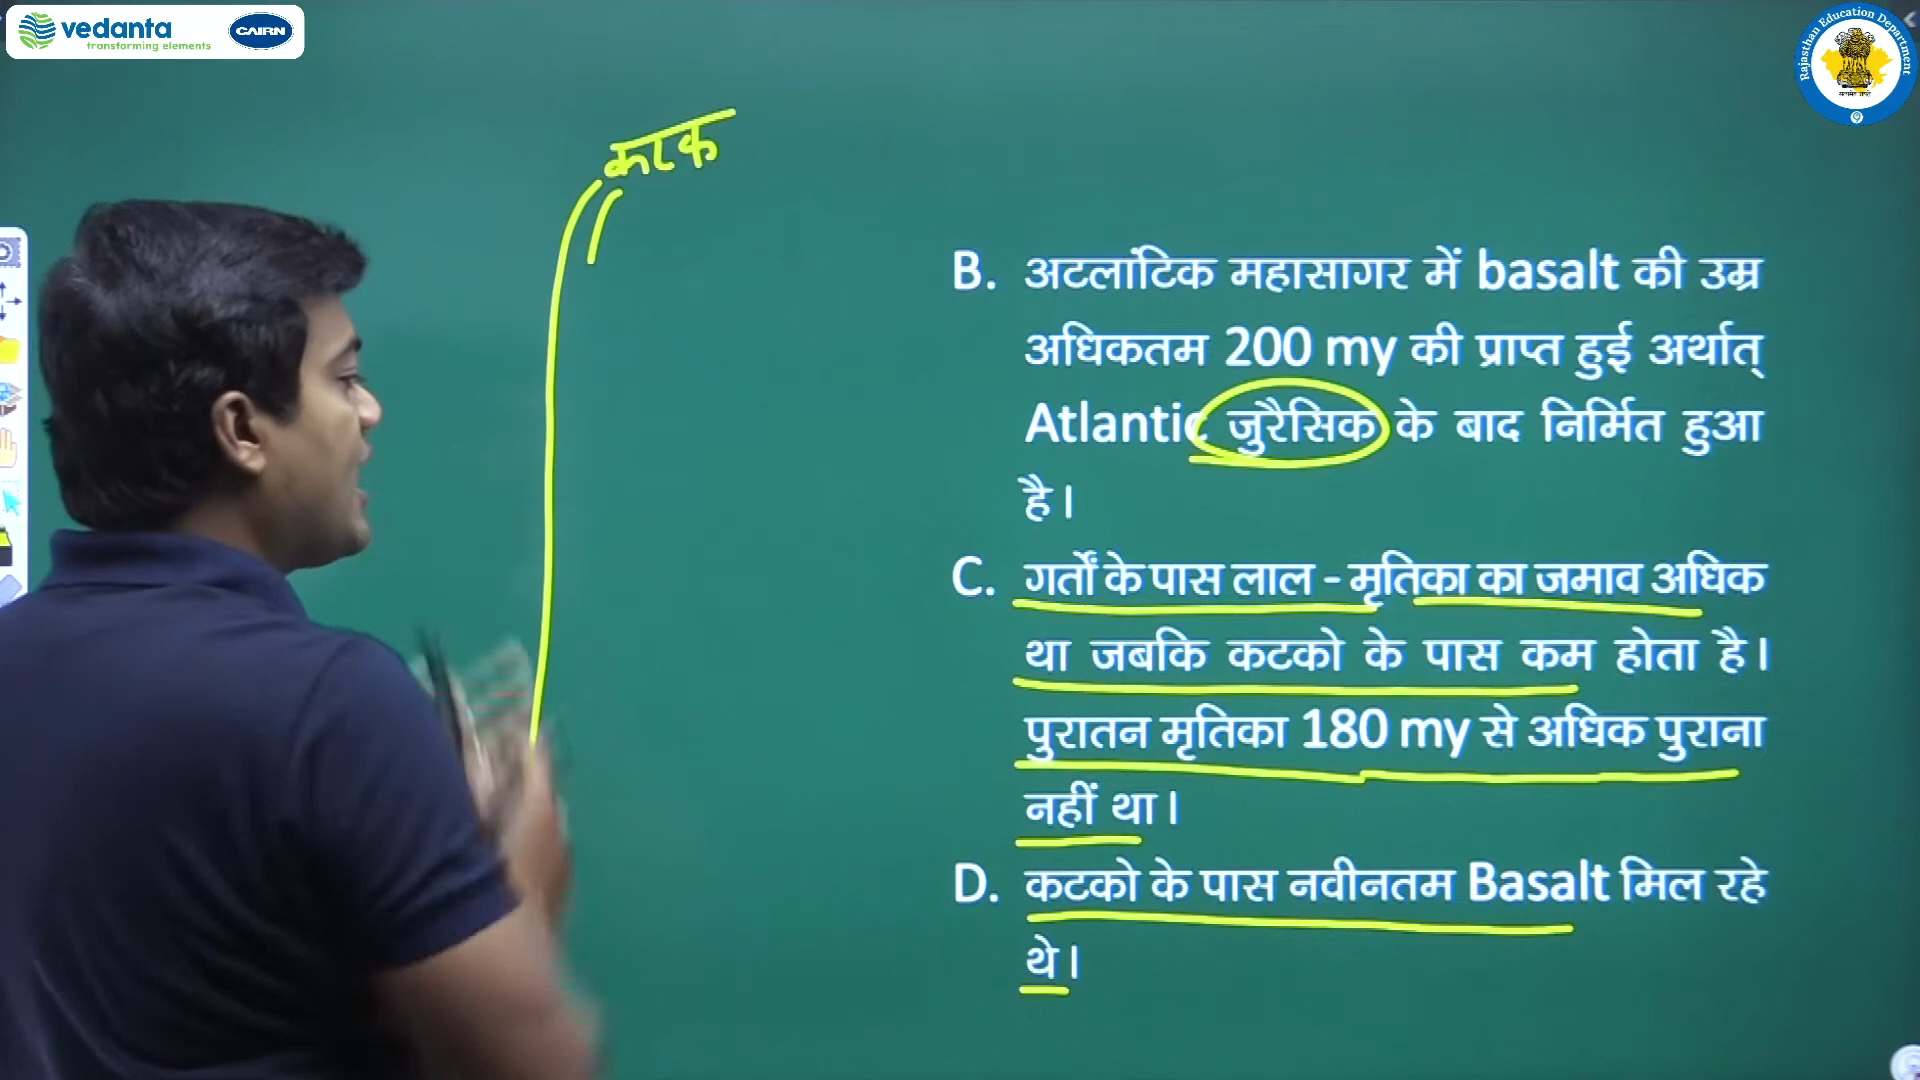 vedanta
transforming elements
CAIRN
Rajasthan Education Department
कटक
B. अटलांटिक महासागर में basalt की उम्र
अधिकतम 200 my की प्राप्त हुई अर्थात्
Atlantic जुरैसिक के बाद निर्मित हुआ
है।
C. गर्तों के पास लाल - मृतिका का जमाव अधिक
था जबकि कटको के पास कम होता है।
पुरातन मृतिका 180 my से अधिक पुराना
नहीं था।
D. कटको के पास नवीनतम Basalt मिल रहे
थे।